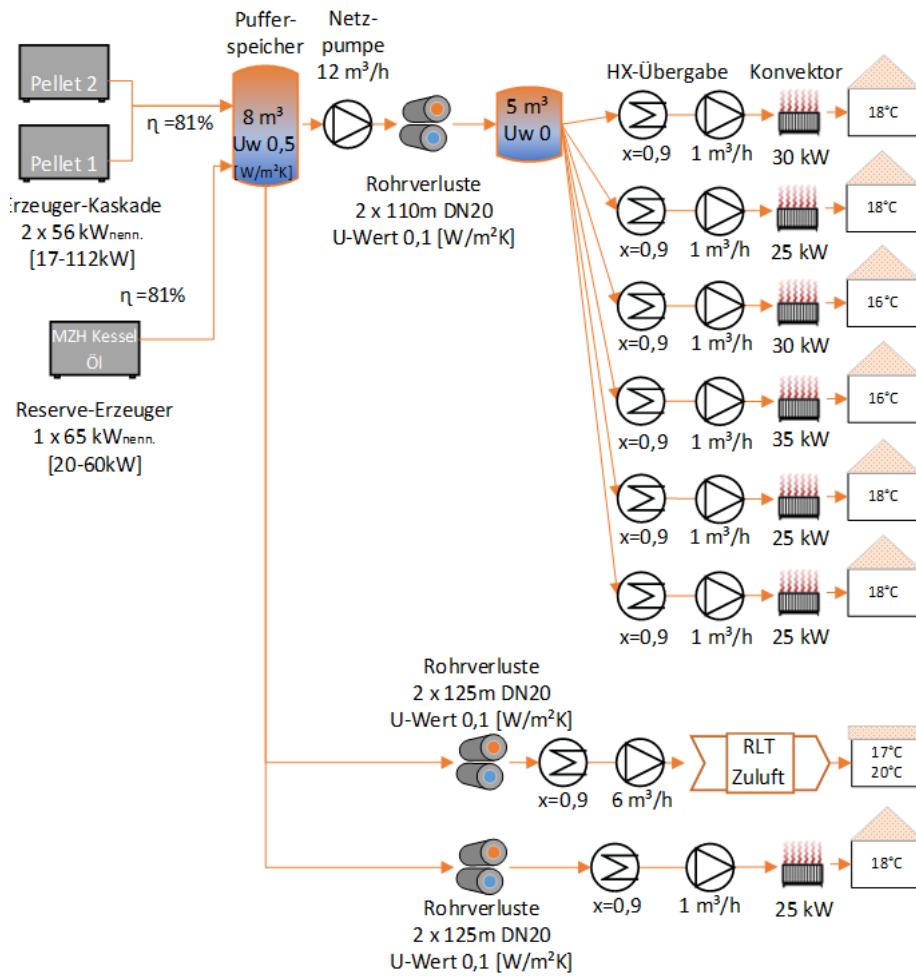 Puffer-
speicher
Netz-
pumpe
12 m³/h
HX-Übergabe
Konvektor
Pellet 2
Pellet 1
η =81%
8 m³
Uw 0,5
[W/m²K]
5 m³
Uw 0
Rohrverluste
2 x 110m DN20
U-Wert 0,1 [W/m²K]
Erzeuger-Kaskade
2 x 56 kWnenn.
[17-112kW]
η =81%
MZH Kessel
Öl
Reserve-Erzeuger
1 x 65 kWnenn.
[20-60kW]
x=0,9
1 m³/h
30 kW
18°C
x=0,9
1 m³/h
25 kW
18°C
x=0,9
1 m³/h
30 kW
16°C
x=0,9
1 m³/h
35 kW
16°C
x=0,9
1 m³/h
25 kW
18°C
x=0,9
1 m³/h
25 kW
18°C
Rohrverluste
2 x 125m DN20
U-Wert 0,1 [W/m²K]
x=0,9
6 m³/h
RLT
Zuluft
17°C
20°C
x=0,9
1 m³/h
25 kW
18°C
Rohrverluste
2 x 125m DN20
U-Wert 0,1 [W/m²K]